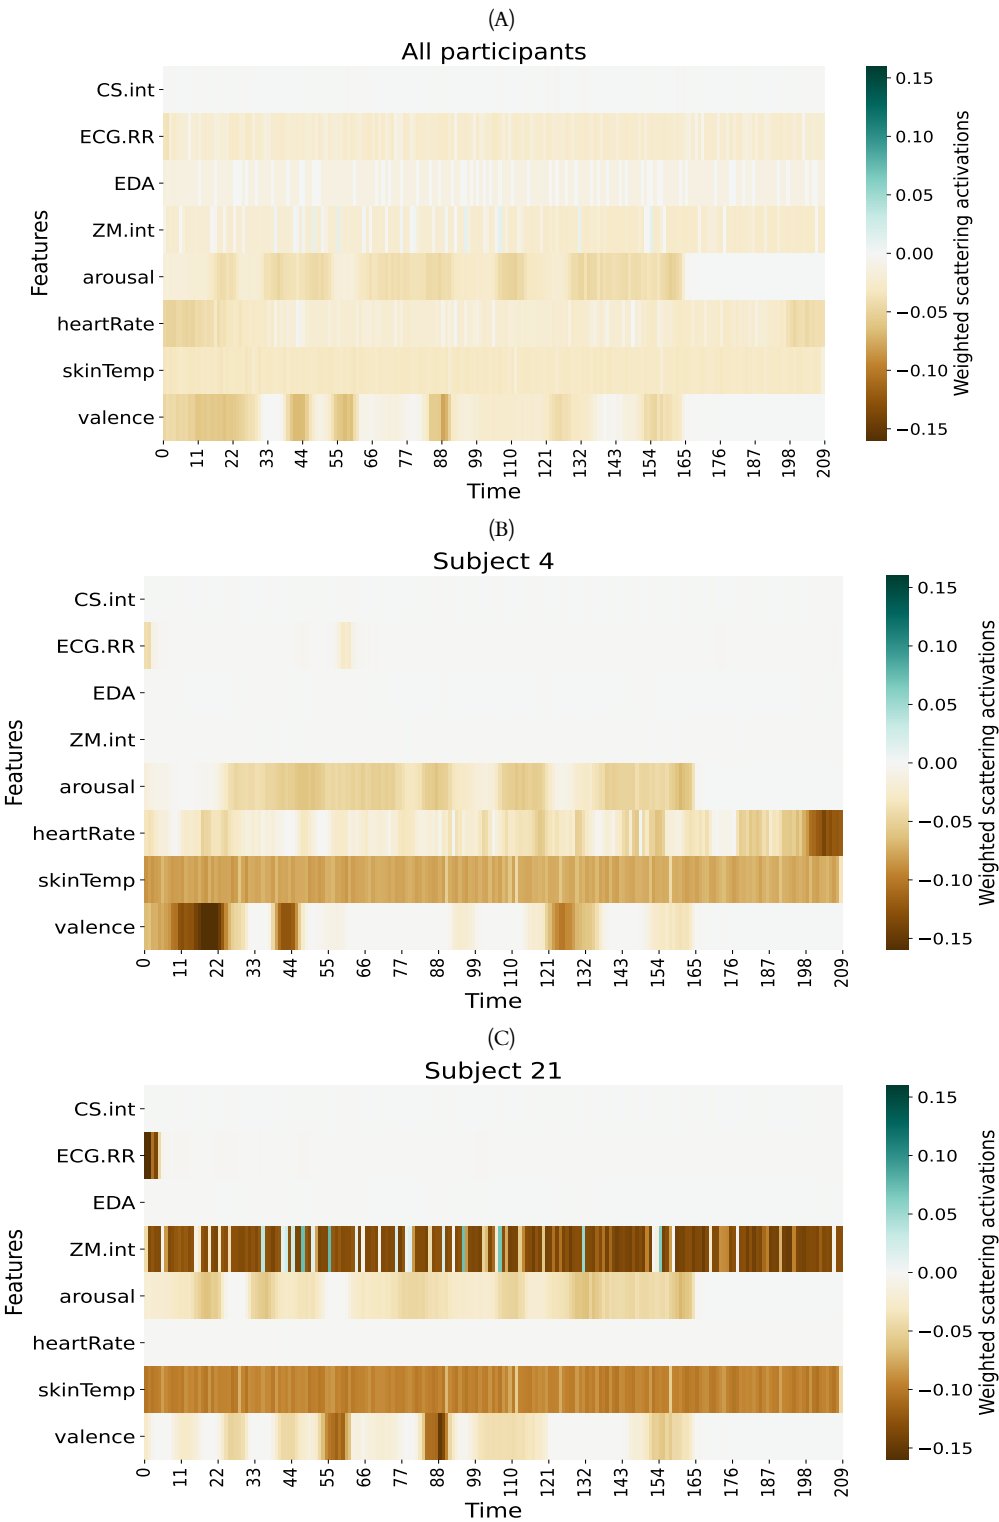 (A)
All participants
Features
CS.int
ECG.RR
EDA
ZM.int
arousal
heartRate
skinTemp
valence
0 11 22 33 44 55 66 77 88 99 110 121 132 143 154 165 176 187 198 209
Time
0.15
0.10
0.05
0.00
−0.05
−0.10
−0.15
Weighted scattering activations
(B)
Subject 4
Features
CS.int
ECG.RR
EDA
ZM.int
arousal
heartRate
skinTemp
valence
0 11 22 33 44 55 66 77 88 99 110 121 132 143 154 165 176 187 198 209
Time
0.15
0.10
0.05
0.00
−0.05
−0.10
−0.15
Weighted scattering activations
(C)
Subject 21
Features
CS.int
ECG.RR
EDA
ZM.int
arousal
heartRate
skinTemp
valence
0 11 22 33 44 55 66 77 88 99 110 121 132 143 154 165 176 187 198 209
Time
0.15
0.10
0.05
0.00
−0.05
−0.10
−0.15
Weighted scattering activations